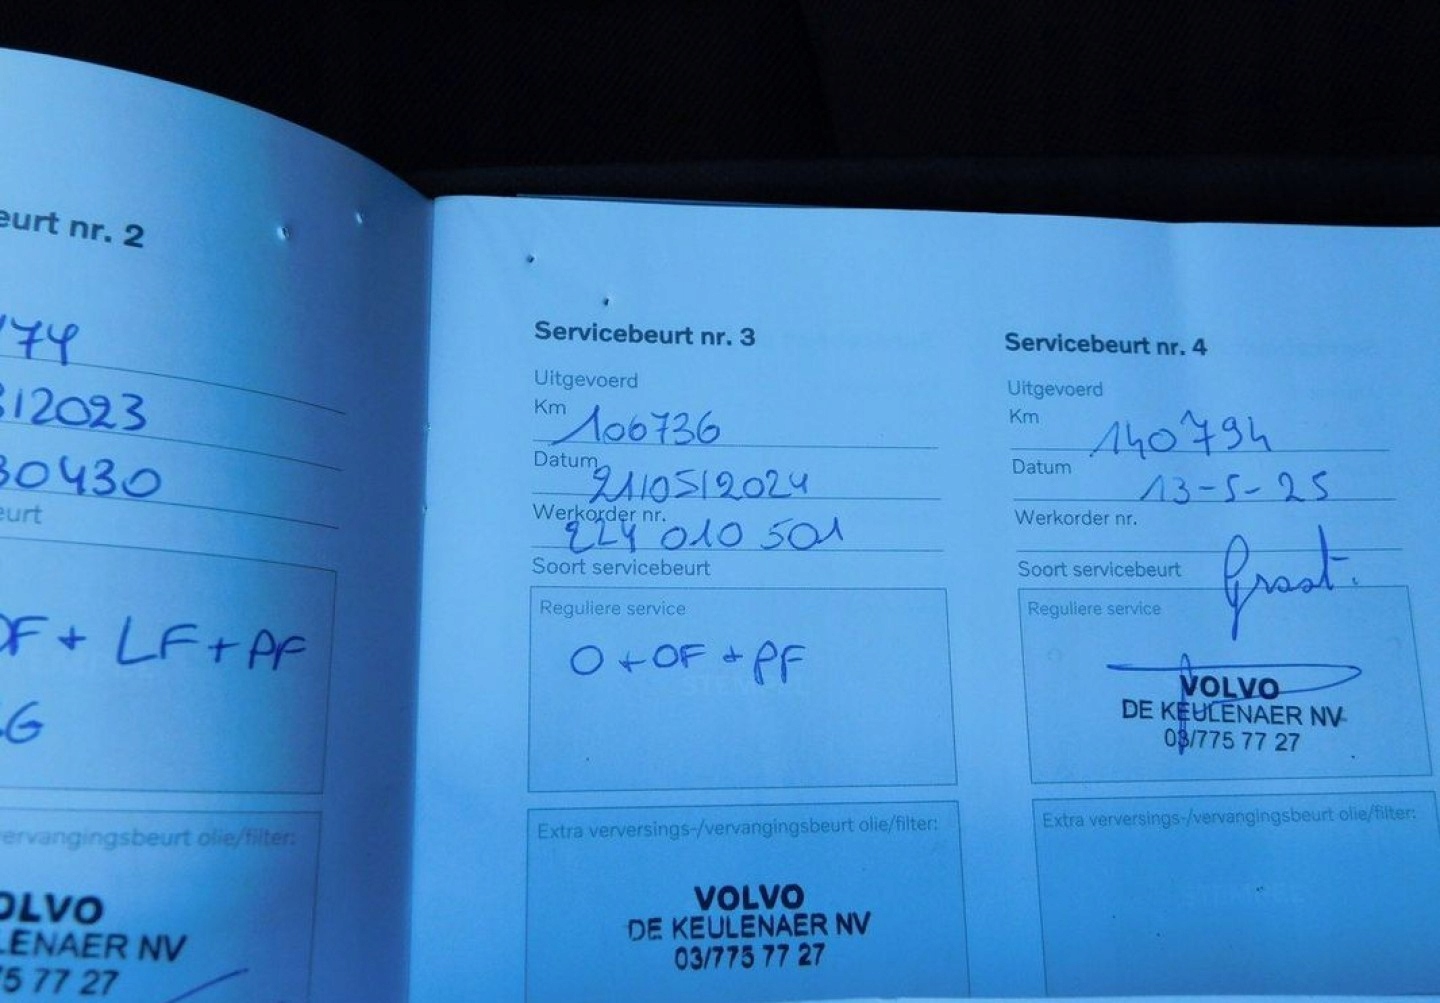 eurt nr. 2
174
2023
30430
eurt
OF + LF + PF
ervangingsbeurt olie/filter:
OLVO
LENAER NV
75 77 27
Servicebeurt nr. 3
Uitgevoerd
Km 106736
Datum 21/05/2024
Werkorder nr. 224 010 501
Soort servicebeurt
Reguliere service
O + OF + PF
Extra verversings-/vervangingsbeurt olie/filter:
VOLVO
DE KEULENAER NV
03/775 77 27
Servicebeurt nr. 4
Uitgevoerd
Km 140794
Datum 13-5-25
Werkorder nr.
Soort servicebeurt Groot.
Reguliere service
VOLVO
DE KEULENAER NV
03/775 77 27
Extra verversings-/vervangingsbeurt olie/filter: